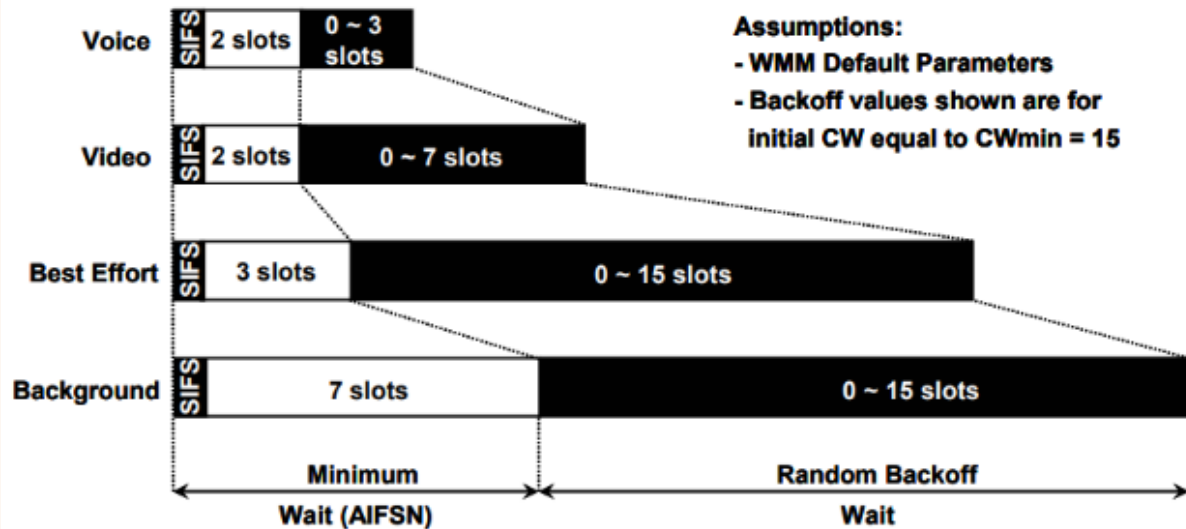 Voice
SIFS
2 slots
0 ~ 3
slots
Assumptions:
- WMM Default Parameters
- Backoff values shown are for
initial CW equal to CWmin = 15
Video
SIFS
2 slots
0 ~ 7 slots
Best Effort
SIFS
3 slots
0 ~ 15 slots
Background
SIFS
7 slots
0 ~ 15 slots
Minimum
Wait (AIFSN)
Random Backoff
Wait